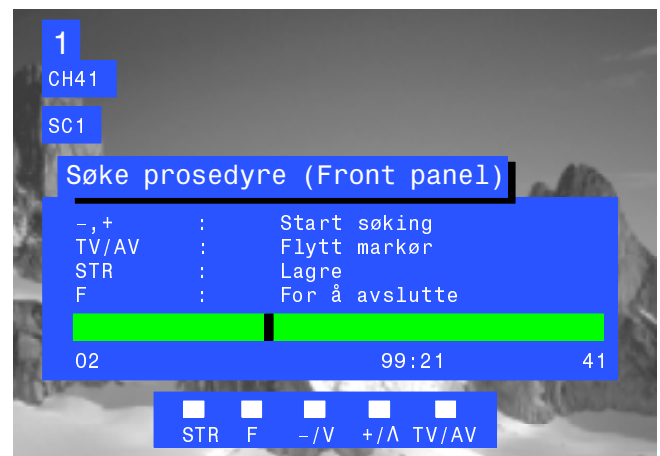 1
CH41
SC1
Søke prosedyre (Front panel)
–,+ : Start søking
TV/AV : Flytt markør
STR : Lagre
F : For å avslutte
02 99:21 41
STR F –/V +/Λ TV/AV